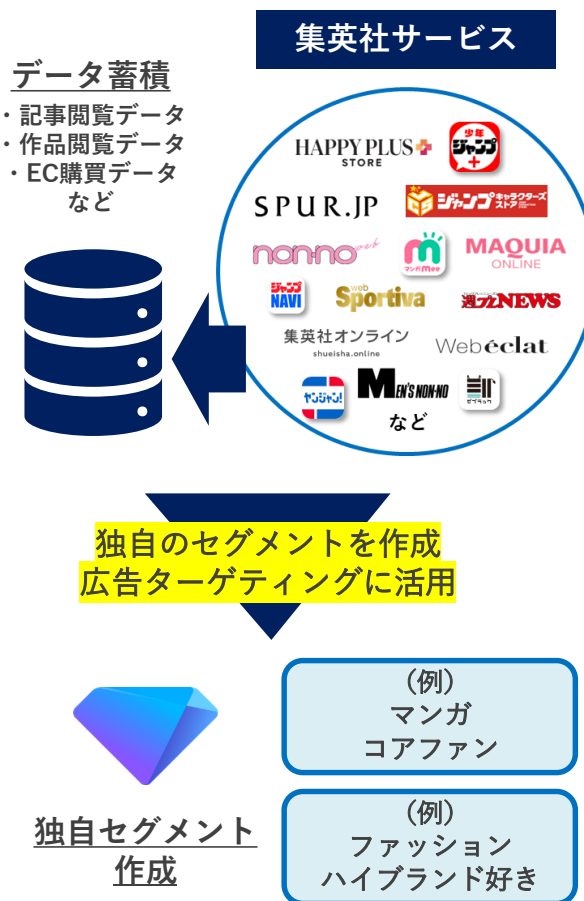 集英社サービス
データ蓄積
・記事閲覧データ
・作品閲覧データ
・EC購買データ
など
HAPPY PLUS
STORE
少年
ジャンプ
+
SPUR.JP
CS
ジャンプキャラクターズ
ストア
non-no web
マンガMee
MAQUIA
ONLINE
ジャンプ
NAVI
web
Sportiva
週プレNEWS
集英社オンライン
shueisha.online
Webéclat
ヤンジャン!
MEN'S NON-NO
ゼブラック
など
独自のセグメントを作成
広告ターゲティングに活用
(例)
マンガ
コアファン
独自セグメント
作成
(例)
ファッション
ハイブランド好き